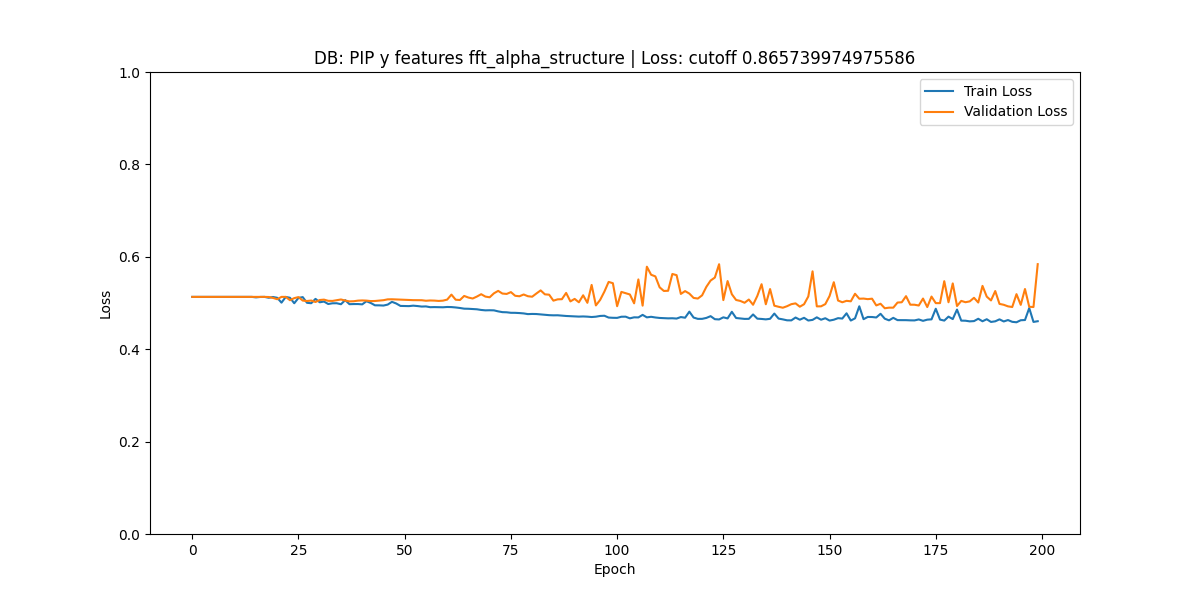 DB: PIP y features fft_alpha_structure | Loss: cutoff 0.865739974975586
1.0
0.8
0.6
0.4
0.2
0.0
Loss
Train Loss
Validation Loss
0 25 50 75 100 125 150 175 200
Epoch